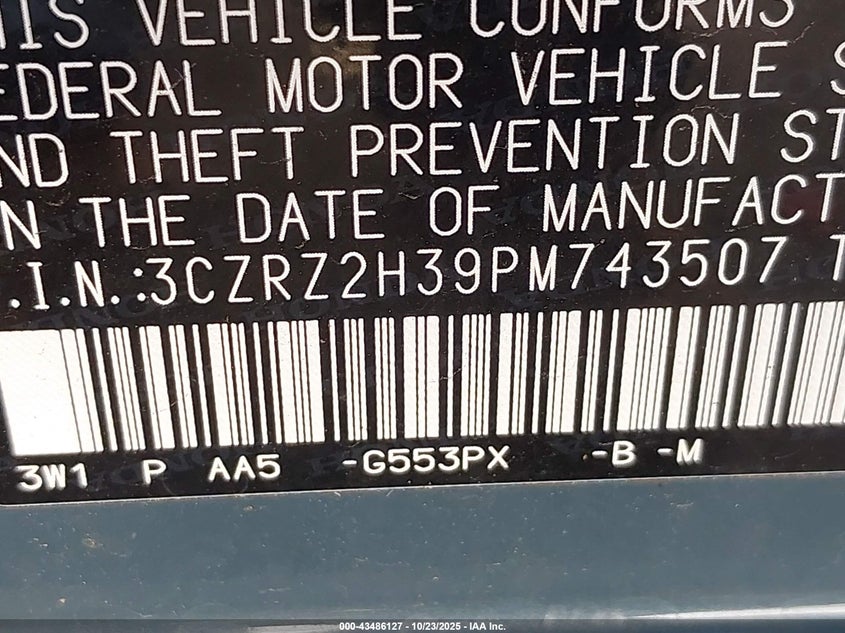 HIS VEHICLE CONFORMS
EDERAL MOTOR VEHICLE S
ND THEFT PREVENTION ST
N THE DATE OF MANUFACT
.I.N.:3CZRZ2H39PM743507 T
3W1 P AA5 -G553PX -B -M
000-43486127 - 10/23/2025 - IAA Inc.